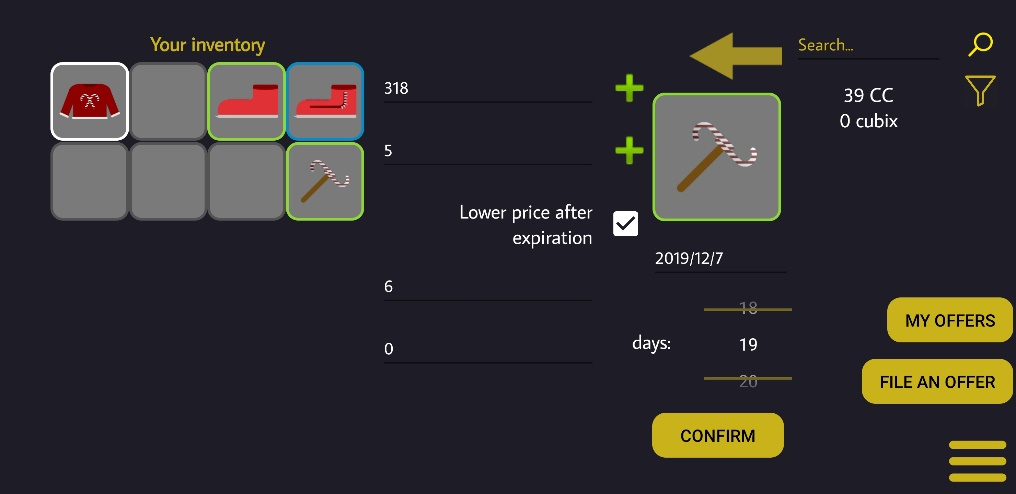 Your inventory
Search...
318
39 CC
0 cubix
5
Lower price after
expiration
2019/12/7
6
18
MY OFFERS
days:
19
0
20
FILE AN OFFER
CONFIRM